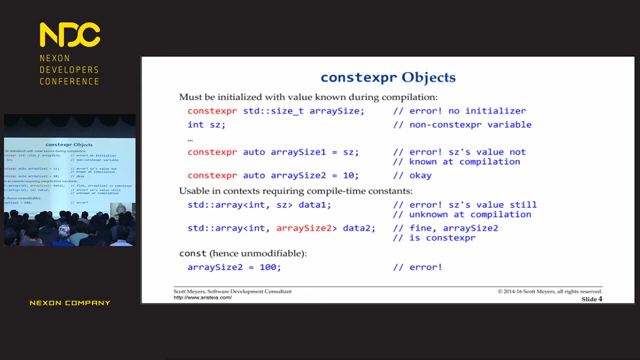 NDC
NEXON
DEVELOPERS
CONFERENCE
constexpr Objects
Must be initialized with value known during compilation:
constexpr std::size_t arraySize; // error! no initializer
int sz; // non-constexpr variable
…
constexpr auto arraySize1 = sz; // error! sz's value not
// known at compilation
constexpr auto arraySize2 = 10; // okay
Usable in contexts requiring compile-time constants:
std::array<int, sz> data1; // error! sz's value still
// unknown at compilation
std::array<int, arraySize2> data2; // fine, arraySize2
// is constexpr
const (hence unmodifiable):
arraySize2 = 100; // error!
Scott Meyers, Software Development Consultant
http://www.aristeia.com/
© 2014-16 Scott Meyers, all rights reserved.
Slide 4
constexpr Objects
NEXON COMPANY